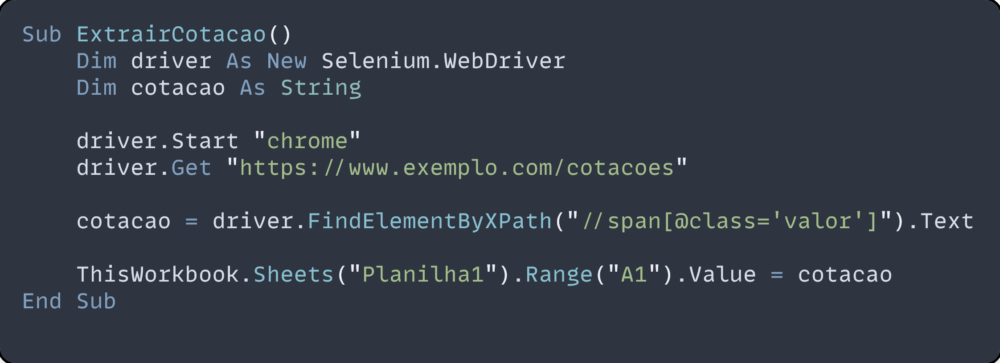 Sub ExtrairCotacao()
    Dim driver As New Selenium.WebDriver
    Dim cotacao As String
    driver.Start "chrome"
    driver.Get "https://www.exemplo.com/cotacoes"
    cotacao = driver.FindElementByXPath("//span[@class='valor']").Text
    ThisWorkbook.Sheets("Planilha1").Range("A1").Value = cotacao
End Sub